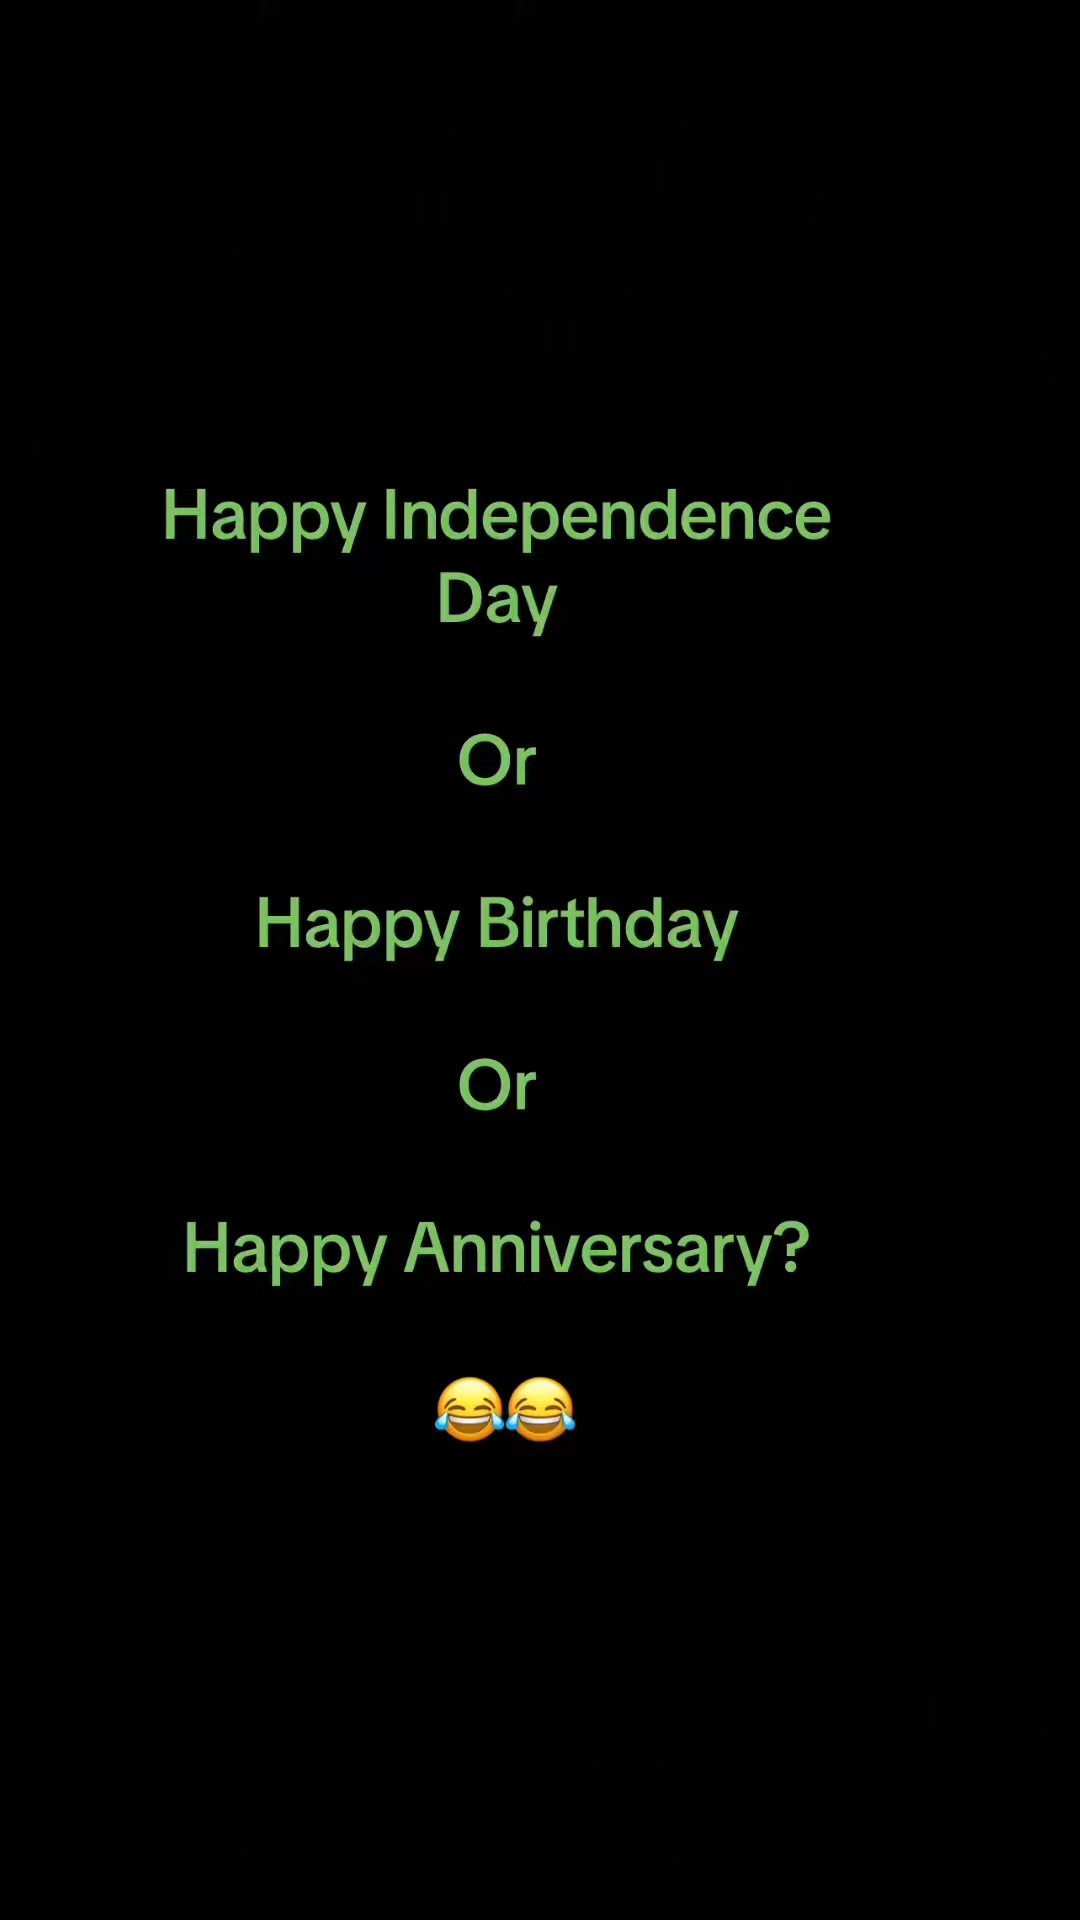 Happy Independence
Day
Or
Happy Birthday
Or
Happy Anniversary?
😂😂